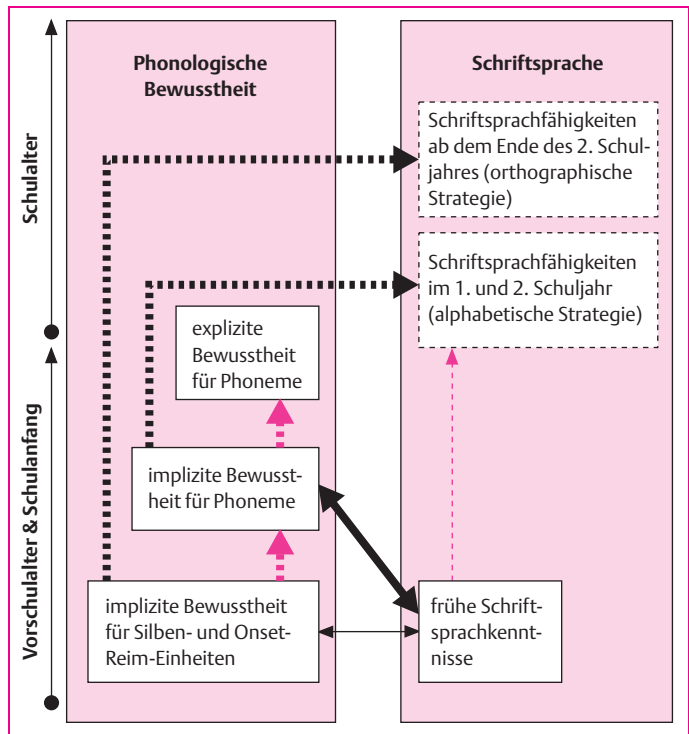 Phonologische
Bewusstheit
Schriftsprache
Schulalter
Schriftsprachfähigkeiten
ab dem Ende des 2. Schul-
jahres (orthographische
Strategie)
Schriftsprachfähigkeiten
im 1. und 2. Schuljahr
(alphabetische Strategie)
explizite
Bewusstheit
für Phoneme
Vorschulalter & Schulanfang
implizite Bewusst-
heit für Phoneme
implizite Bewusstheit
für Silben- und Onset-
Reim-Einheiten
frühe Schrift-
sprachkennt-
nisse